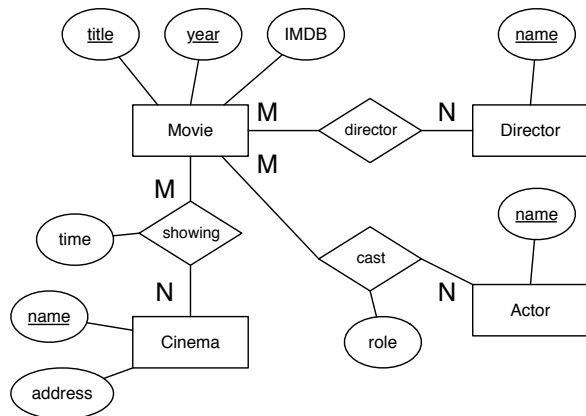 title
year
IMDB
name
M
N
Movie
director
Director
M
M
name
time
showing
cast
N
N
name
Cinema
role
Actor
address